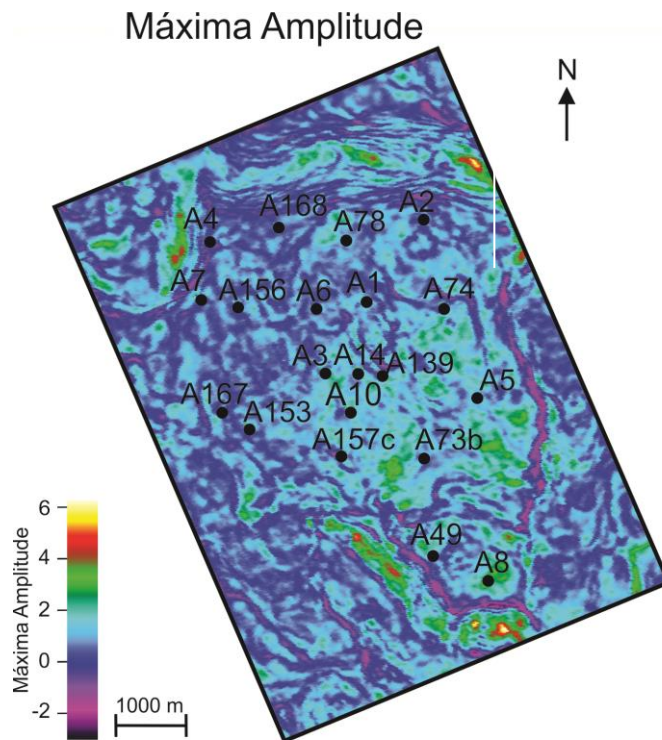 Máxima Amplitude
N
A2
A168
A4
A78
A7
A156
A6
A1
A74
A3
A14
A139
A167
A153
A10
A5
A157c
A73b
A49
A8
Máxima Amplitude
6
4
2
0
-2
1000 m